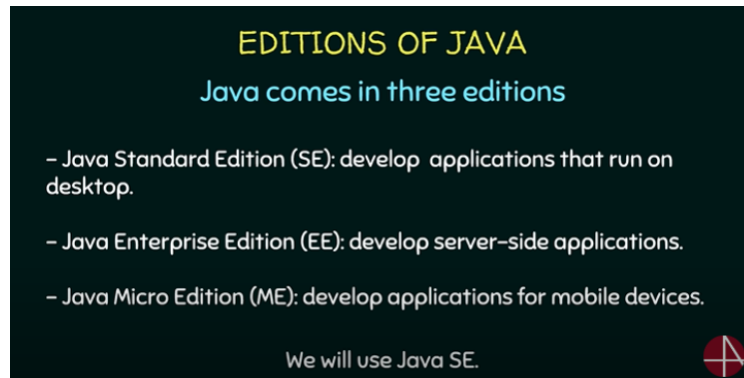 EDITIONS OF JAVA
Java comes in three editions
- Java Standard Edition (SE): develop applications that run on
desktop.
- Java Enterprise Edition (EE): develop server-side applications.
- Java Micro Edition (ME): develop applications for mobile devices.
We will use Java SE.